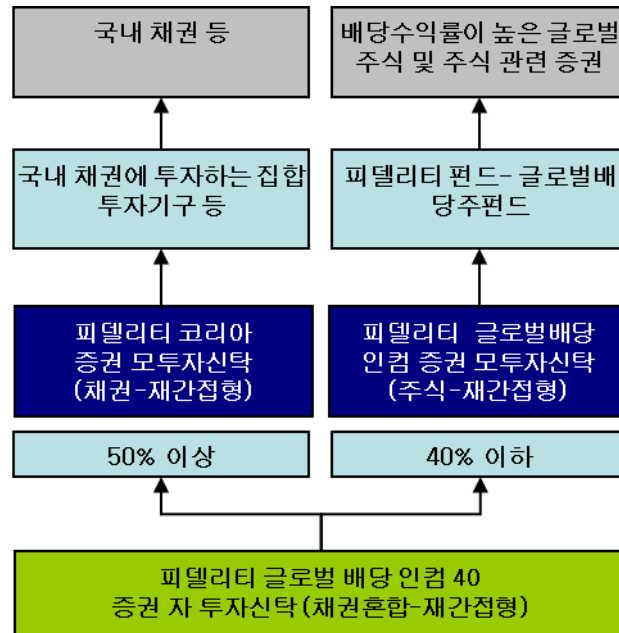 국내 채권 등
배당수익률이 높은 글로벌
주식 및 주식 관련 증권
국내 채권에 투자하는 집합
투자기구 등
피델리티 펀드- 글로벌배
당주펀드
피델리티 코리아
증권 모투자신탁
(채권-재간접형)
피델리티 글로벌배당
인컴 증권 모투자신탁
(주식-재간접형)
50% 이상
40% 이하
피델리티 글로벌 배당 인컴 40
증권 자 투자신탁 (채권혼합-재간접형)